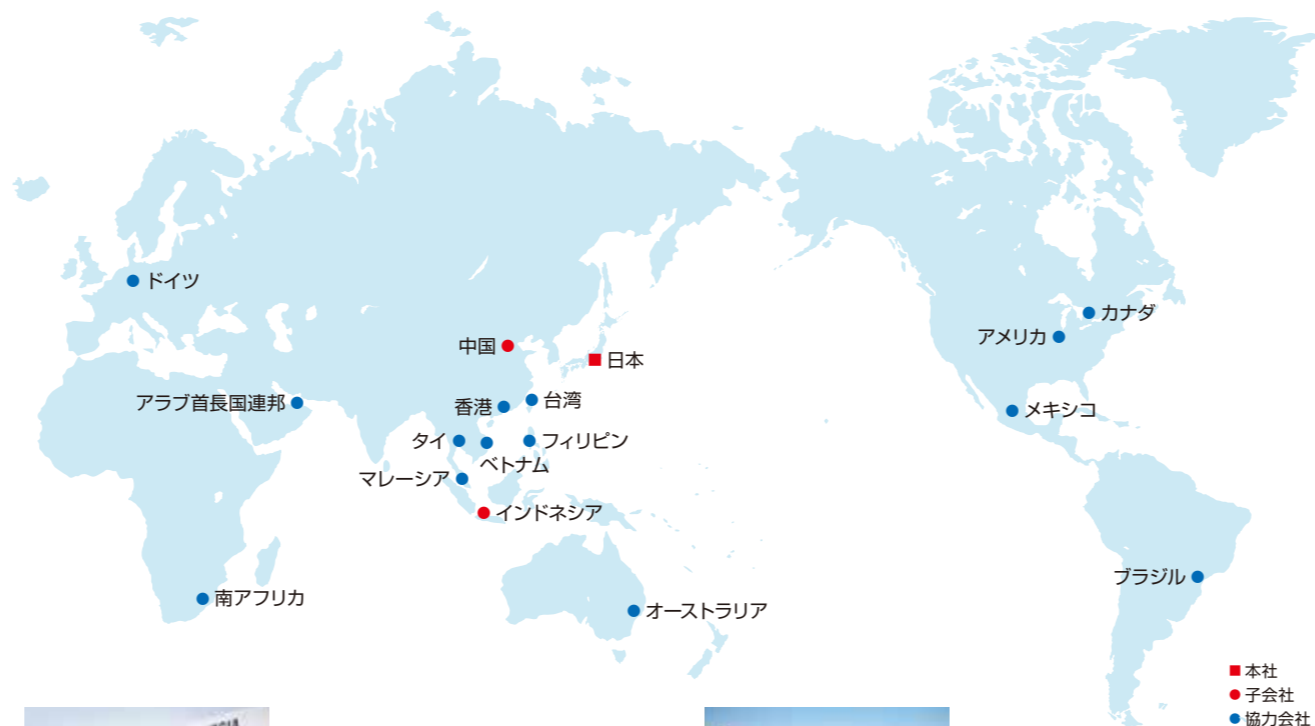 ドイツ
カナダ
アメリカ
中国
日本
アラブ首長国連邦
香港
台湾
メキシコ
タイ
フィリピン
ベトナム
マレーシア
インドネシア
ブラジル
南アフリカ
オーストラリア
本社
子会社
協力会社